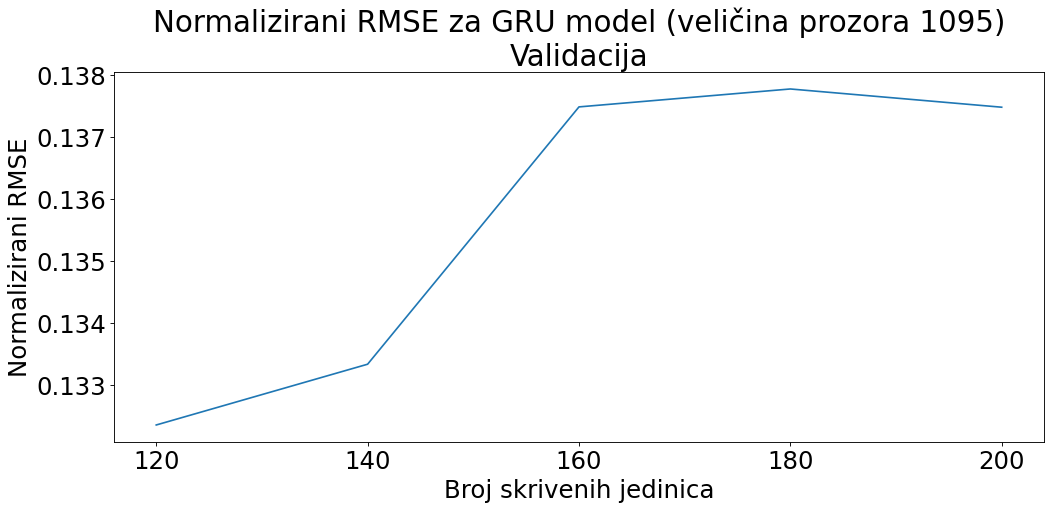 Normalizirani RMSE za GRU model (veličina prozora 1095)
Validacija
Normalizirani RMSE
0.138
0.137
0.136
0.135
0.134
0.133
120 140 160 180 200
Broj skrivenih jedinica